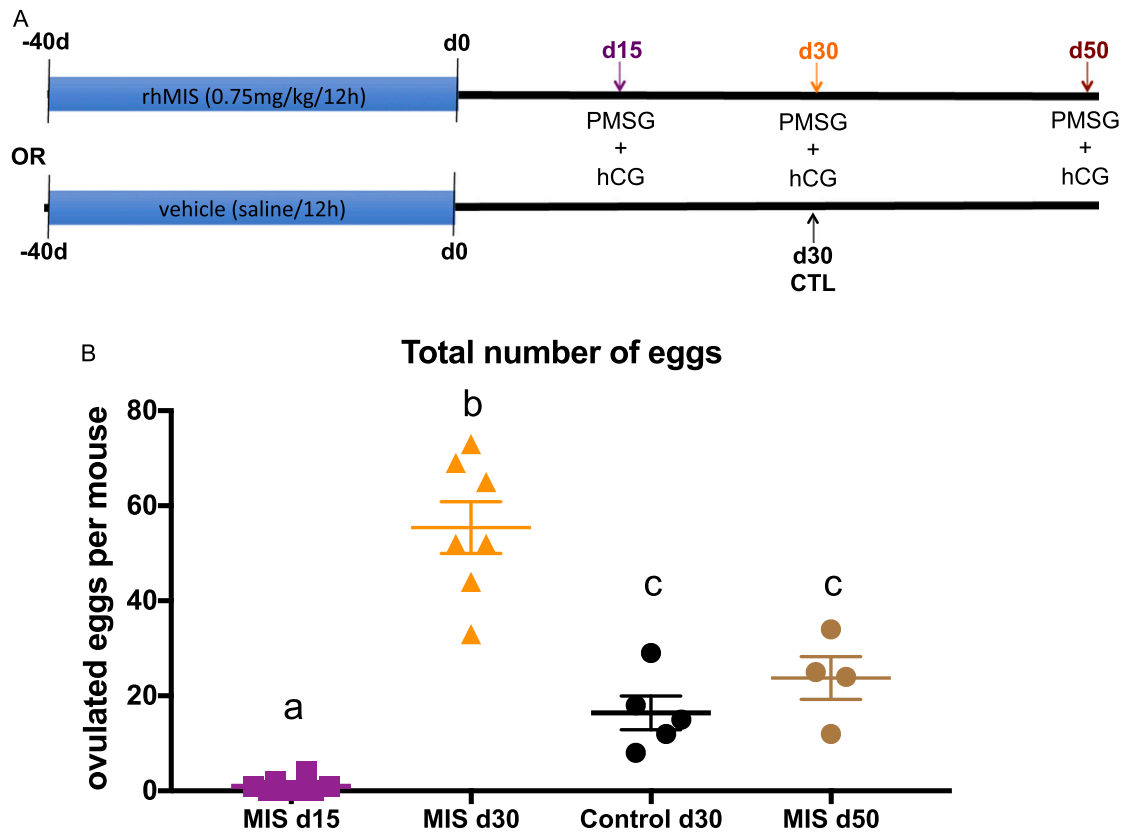 A
-40d
d0
d15
d30
d50
rhMIS (0.75mg/kg/12h)
PMSG
+
hCG
PMSG
+
hCG
PMSG
+
hCG
OR
vehicle (saline/12h)
-40d
d0
d30
CTL
B
Total number of eggs
ovulated eggs per mouse
80
60
40
20
0
a
b
c
c
MIS d15
MIS d30
Control d30
MIS d50